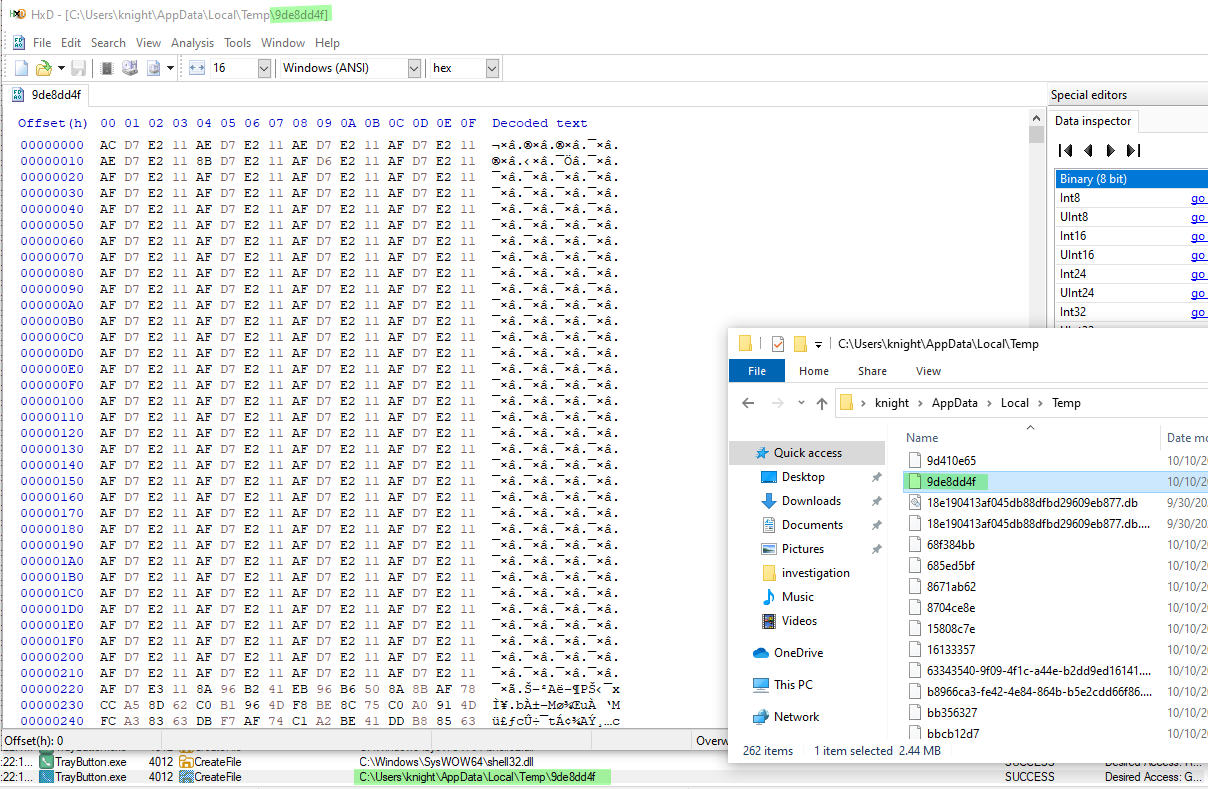 HxD - [C:\Users\knight\AppData\Local\Temp\9de8dd4f]
File Edit Search View Analysis Tools Window Help
16 Windows (ANSI) hex
9de8dd4f
Offset(h) 00 01 02 03 04 05 06 07 08 09 0A 0B 0C 0D 0E 0F Decoded text
00000000 AC D7 E2 11 AE D7 E2 11 AE D7 E2 11 AF D7 E2 11 ¬×â.®×â.®×â.¯×â.
00000010 AE D7 E2 11 8B D7 E2 11 AF D6 E2 11 AF D7 E2 11 ®×â.‹×â.¯Öâ.¯×â.
00000020 AF D7 E2 11 AF D7 E2 11 AF D7 E2 11 AF D7 E2 11 ¯×â.¯×â.¯×â.¯×â.
00000030 AF D7 E2 11 AF D7 E2 11 AF D7 E2 11 AF D7 E2 11 ¯×â.¯×â.¯×â.¯×â.
00000040 AF D7 E2 11 AF D7 E2 11 AF D7 E2 11 AF D7 E2 11 ¯×â.¯×â.¯×â.¯×â.
00000050 AF D7 E2 11 AF D7 E2 11 AF D7 E2 11 AF D7 E2 11 ¯×â.¯×â.¯×â.¯×â.
00000060 AF D7 E2 11 AF D7 E2 11 AF D7 E2 11 AF D7 E2 11 ¯×â.¯×â.¯×â.¯×â.
00000070 AF D7 E2 11 AF D7 E2 11 AF D7 E2 11 AF D7 E2 11 ¯×â.¯×â.¯×â.¯×â.
00000080 AF D7 E2 11 AF D7 E2 11 AF D7 E2 11 AF D7 E2 11 ¯×â.¯×â.¯×â.¯×â.
00000090 AF D7 E2 11 AF D7 E2 11 AF D7 E2 11 AF D7 E2 11 ¯×â.¯×â.¯×â.¯×â.
000000A0 AF D7 E2 11 AF D7 E2 11 AF D7 E2 11 AF D7 E2 11 ¯×â.¯×â.¯×â.¯×â.
000000B0 AF D7 E2 11 AF D7 E2 11 AF D7 E2 11 AF D7 E2 11 ¯×â.¯×â.¯×â.¯×â.
000000C0 AF D7 E2 11 AF D7 E2 11 AF D7 E2 11 AF D7 E2 11 ¯×â.¯×â.¯×â.¯×â.
000000D0 AF D7 E2 11 AF D7 E2 11 AF D7 E2 11 AF D7 E2 11 ¯×â.¯×â.¯×â.¯×â.
000000E0 AF D7 E2 11 AF D7 E2 11 AF D7 E2 11 AF D7 E2 11 ¯×â.¯×â.¯×â.¯×â.
000000F0 AF D7 E2 11 AF D7 E2 11 AF D7 E2 11 AF D7 E2 11 ¯×â.¯×â.¯×â.¯×â.
00000100 AF D7 E2 11 AF D7 E2 11 AF D7 E2 11 AF D7 E2 11 ¯×â.¯×â.¯×â.¯×â.
00000110 AF D7 E2 11 AF D7 E2 11 AF D7 E2 11 AF D7 E2 11 ¯×â.¯×â.¯×â.¯×â.
00000120 AF D7 E2 11 AF D7 E2 11 AF D7 E2 11 AF D7 E2 11 ¯×â.¯×â.¯×â.¯×â.
00000130 AF D7 E2 11 AF D7 E2 11 AF D7 E2 11 AF D7 E2 11 ¯×â.¯×â.¯×â.¯×â.
00000140 AF D7 E2 11 AF D7 E2 11 AF D7 E2 11 AF D7 E2 11 ¯×â.¯×â.¯×â.¯×â.
00000150 AF D7 E2 11 AF D7 E2 11 AF D7 E2 11 AF D7 E2 11 ¯×â.¯×â.¯×â.¯×â.
00000160 AF D7 E2 11 AF D7 E2 11 AF D7 E2 11 AF D7 E2 11 ¯×â.¯×â.¯×â.¯×â.
00000170 AF D7 E2 11 AF D7 E2 11 AF D7 E2 11 AF D7 E2 11 ¯×â.¯×â.¯×â.¯×â.
00000180 AF D7 E2 11 AF D7 E2 11 AF D7 E2 11 AF D7 E2 11 ¯×â.¯×â.¯×â.¯×â.
00000190 AF D7 E2 11 AF D7 E2 11 AF D7 E2 11 AF D7 E2 11 ¯×â.¯×â.¯×â.¯×â.
000001A0 AF D7 E2 11 AF D7 E2 11 AF D7 E2 11 AF D7 E2 11 ¯×â.¯×â.¯×â.¯×â.
000001B0 AF D7 E2 11 AF D7 E2 11 AF D7 E2 11 AF D7 E2 11 ¯×â.¯×â.¯×â.¯×â.
000001C0 AF D7 E2 11 AF D7 E2 11 AF D7 E2 11 AF D7 E2 11 ¯×â.¯×â.¯×â.¯×â.
000001D0 AF D7 E2 11 AF D7 E2 11 AF D7 E2 11 AF D7 E2 11 ¯×â.¯×â.¯×â.¯×â.
000001E0 AF D7 E2 11 AF D7 E2 11 AF D7 E2 11 AF D7 E2 11 ¯×â.¯×â.¯×â.¯×â.
000001F0 AF D7 E2 11 AF D7 E2 11 AF D7 E2 11 AF D7 E2 11 ¯×â.¯×â.¯×â.¯×â.
00000200 AF D7 E2 11 AF D7 E2 11 AF D7 E2 11 AF D7 E2 11 ¯×â.¯×â.¯×â.¯×â.
00000210 AF D7 E2 11 AF D7 E2 11 AF D7 E2 11 AF D7 E2 11 ¯×â.¯×â.¯×â.¯×â.
00000220 AF D7 E3 11 8A 96 B2 41 EB 96 B6 50 8A 8B AF 78 ¯×ã.Š–²Aë–¶PŠ‹¯x
00000230 CC A5 8D 62 C0 B1 96 4D F8 BE 8C 75 C0 A0 91 4D Ì¥.bÀ±–Mø¾ŒuÀ ‘M
00000240 FC A3 83 63 DB F7 AF 74 C1 A2 BE 41 DD B8 85 63 ü£ƒcÛ÷¯tÁ¢¾AÝ¸…c
Offset(h): 0 Overw
Special editors
Data inspector
Binary (8 bit)
Int8 go
UInt8 go
Int16 go
UInt16 go
Int24 go
UInt24 go
Int32 go
C:\Users\knight\AppData\Local\Temp
File Home Share View
knight › AppData › Local › Temp
Quick access
Desktop
Downloads
Documents
Pictures
investigation
Music
Videos
OneDrive
This PC
Network
Name Date mo
9d410e65 10/10/20
9de8dd4f 10/10/20
18e190413af045db88dfbd29609eb877.db 9/30/20
18e190413af045db88dfbd29609eb877.db.... 9/30/20
68f384bb 10/10/20
685ed5bf 10/10/20
8671ab62 10/10/20
8704ce8e 10/10/20
15808c7e 10/10/20
16133357 10/10/20
63343540-9f09-4f1c-a44e-b2dd9ed16141.... 10/10/20
b8966ca3-fe42-4e84-864b-b5e2cdd66f86.... 10/10/20
bb356327 10/10/20
bbcb12d7 10/10/20
262 items 1 item selected 2.44 MB
:22:1... TrayButton.exe 4012 CreateFile C:\Windows\SysWOW64\shell32.dll SUCCESS Desired Access: R...
:22:1... TrayButton.exe 4012 CreateFile C:\Users\knight\AppData\Local\Temp\9de8dd4f SUCCESS Desired Access: G...